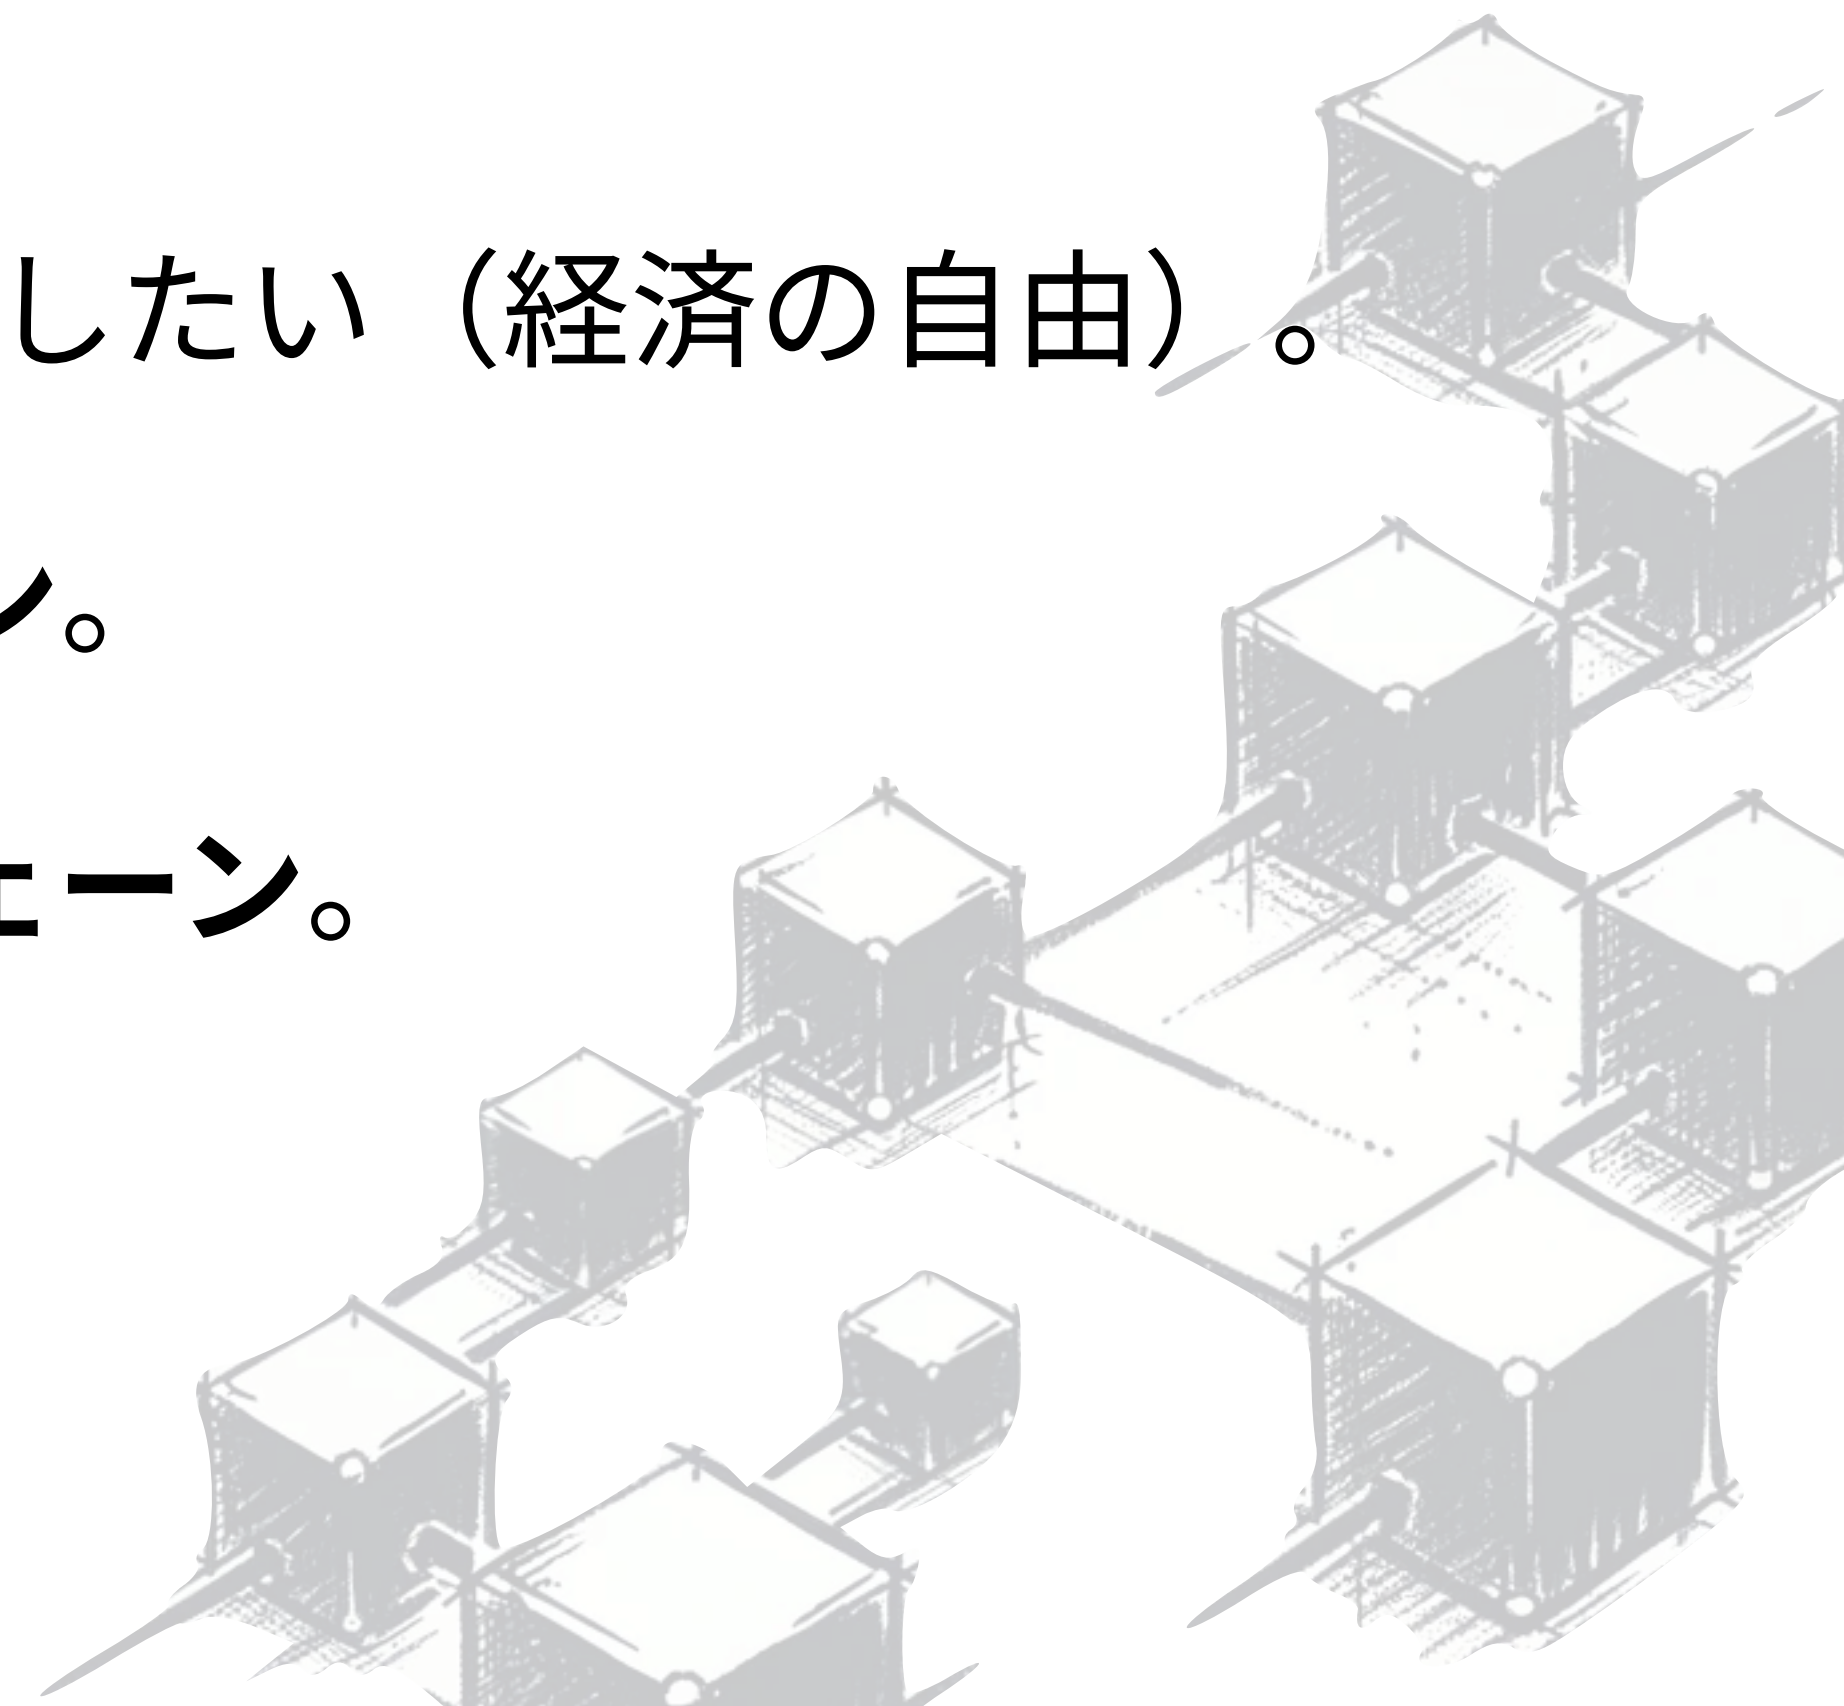 したい（経済の自由）。
ン。
ェーン。